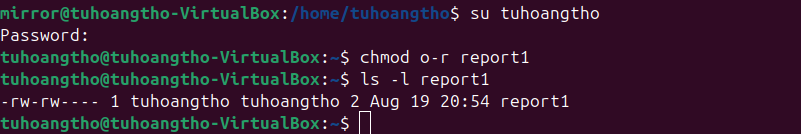 mirror@tuhoangtho-VirtualBox:/home/tuhoangtho$ su tuhoangtho
Password:
tuhoangtho@tuhoangtho-VirtualBox:~$ chmod o-r report1
tuhoangtho@tuhoangtho-VirtualBox:~$ ls -l report1
-rw-rw---- 1 tuhoangtho tuhoangtho 2 Aug 19 20:54 report1
tuhoangtho@tuhoangtho-VirtualBox:~$